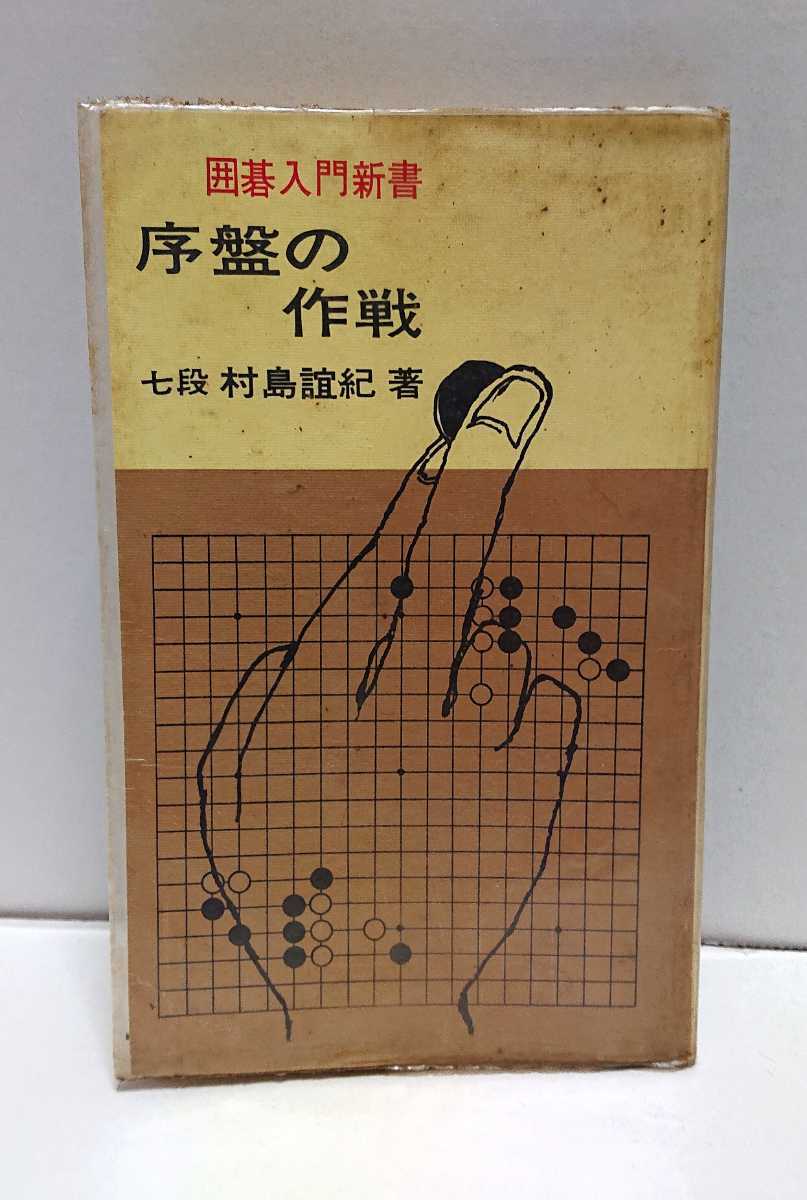 囲碁入門新書
序盤の
作戦
七段 村島誼紀 著